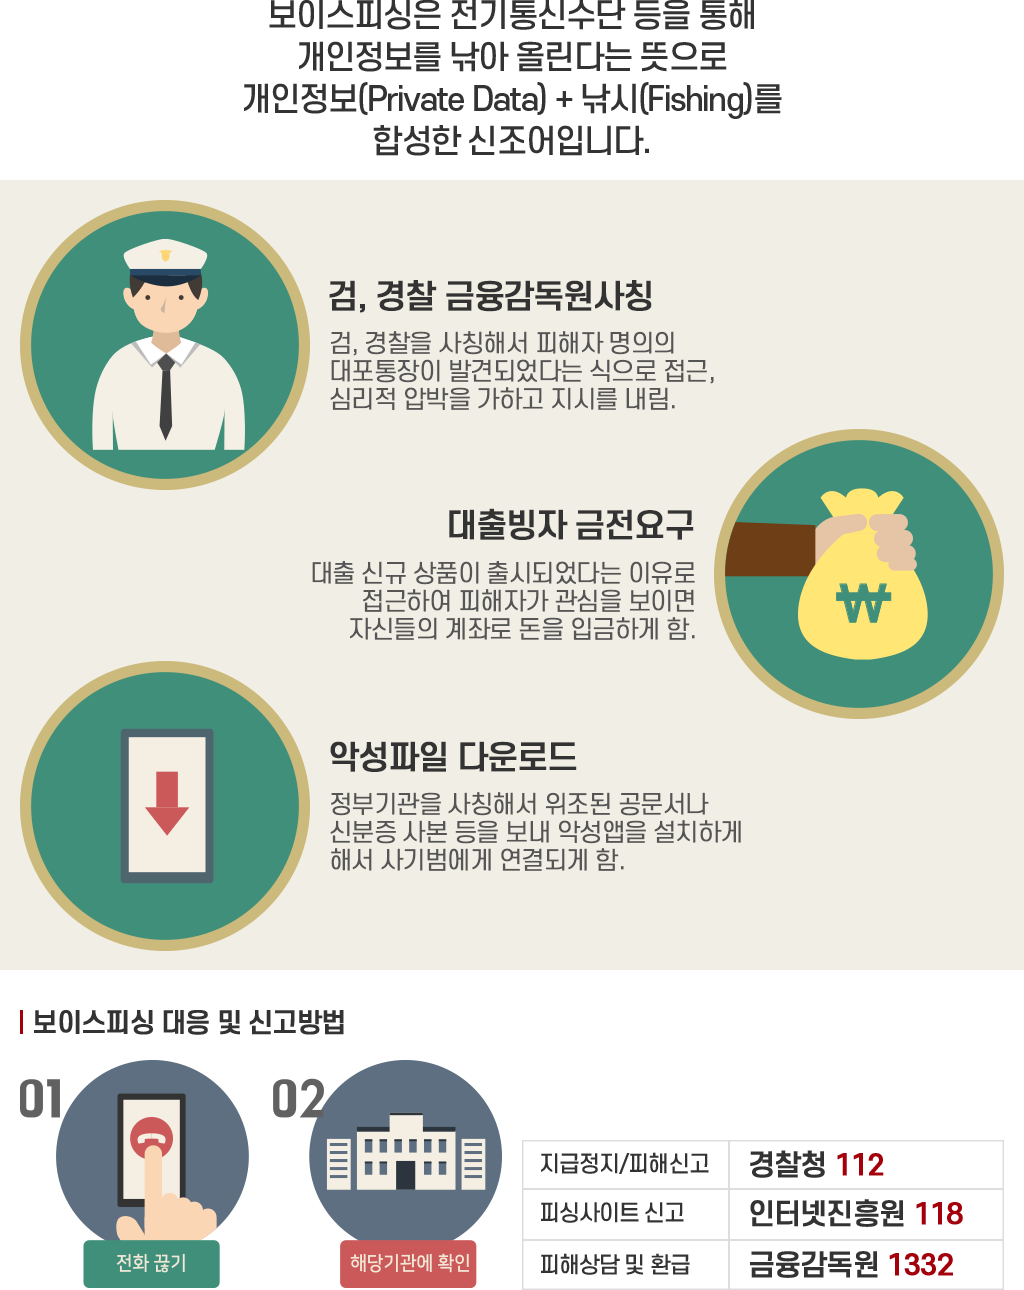 보이스피싱은 전기통신수단 등을 통해
개인정보를 낚아 올린다는 뜻으로
개인정보(Private Data) + 낚시(Fishing)를
합성한 신조어입니다.
검, 경찰 금융감독원사칭
검, 경찰을 사칭해서 피해자 명의의
대포통장이 발견되었다는 식으로 접근,
심리적 압박을 가하고 지시를 내림.
대출빙자 금전요구
대출 신규 상품이 출시되었다는 이유로
접근하여 피해자가 관심을 보이면
자신들의 계좌로 돈을 입금하게 함.
₩
악성파일 다운로드
정부기관을 사칭해서 위조된 공문서나
신분증 사본 등을 보내 악성앱을 설치하게
해서 사기범에게 연결되게 함.
보이스피싱 대응 및 신고방법
01
전화 끊기
02
해당기관에 확인
지급정지/피해신고 경찰청 112
피싱사이트 신고 인터넷진흥원 118
피해상담 및 환급 금융감독원 1332